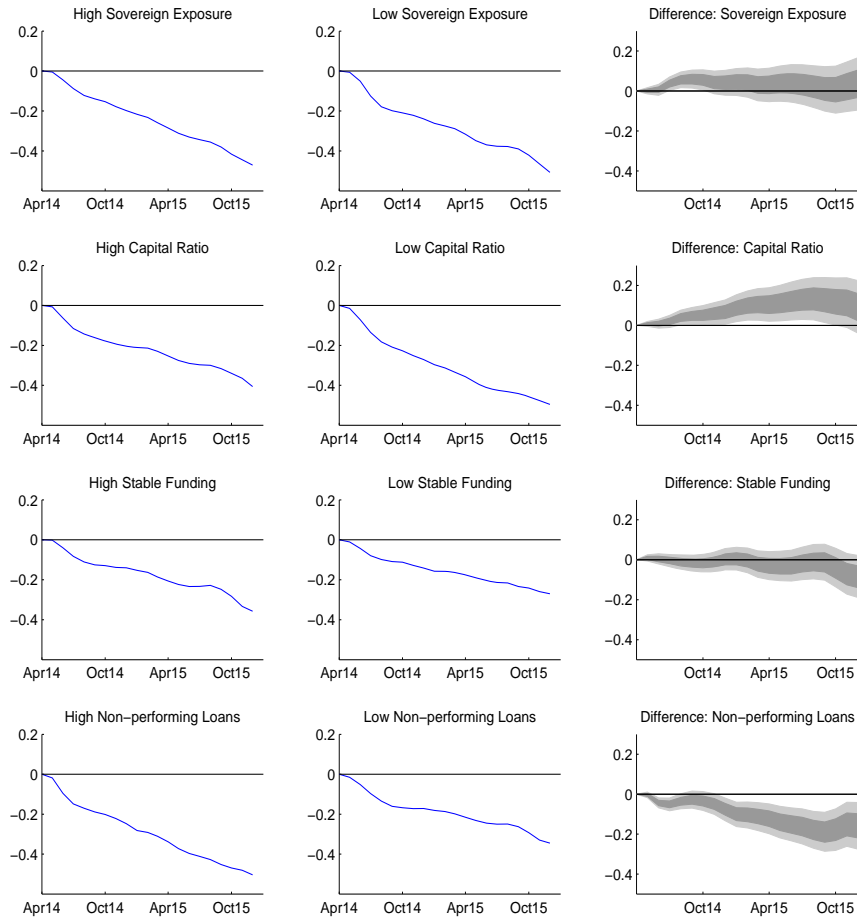 High Sovereign Exposure
0
−0.2
−0.4
Apr14 Oct14 Apr15 Oct15
Low Sovereign Exposure
0
−0.2
−0.4
Apr14 Oct14 Apr15 Oct15
Difference: Sovereign Exposure
0.2
0
−0.2
−0.4
Oct14 Apr15 Oct15
High Capital Ratio
0.2
0
−0.2
−0.4
Apr14 Oct14 Apr15 Oct15
Low Capital Ratio
0.2
0
−0.2
−0.4
Apr14 Oct14 Apr15 Oct15
Difference: Capital Ratio
0.2
0
−0.2
−0.4
Oct14 Apr15 Oct15
High Stable Funding
0.2
0
−0.2
−0.4
Apr14 Oct14 Apr15 Oct15
Low Stable Funding
0.2
0
−0.2
−0.4
Apr14 Oct14 Apr15 Oct15
Difference: Stable Funding
0.2
0
−0.2
−0.4
Oct14 Apr15 Oct15
High Non−performing Loans
0.2
0
−0.2
−0.4
Apr14 Oct14 Apr15 Oct15
Low Non−performing Loans
0.2
0
−0.2
−0.4
Apr14 Oct14 Apr15 Oct15
Difference: Non−performing Loans
0.2
0
−0.2
−0.4
Oct14 Apr15 Oct15